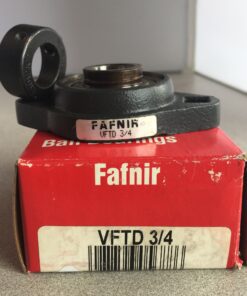 FAFNIR
VFTD 3/4
Ball Bearings
Fafnir
VFTD 3/4